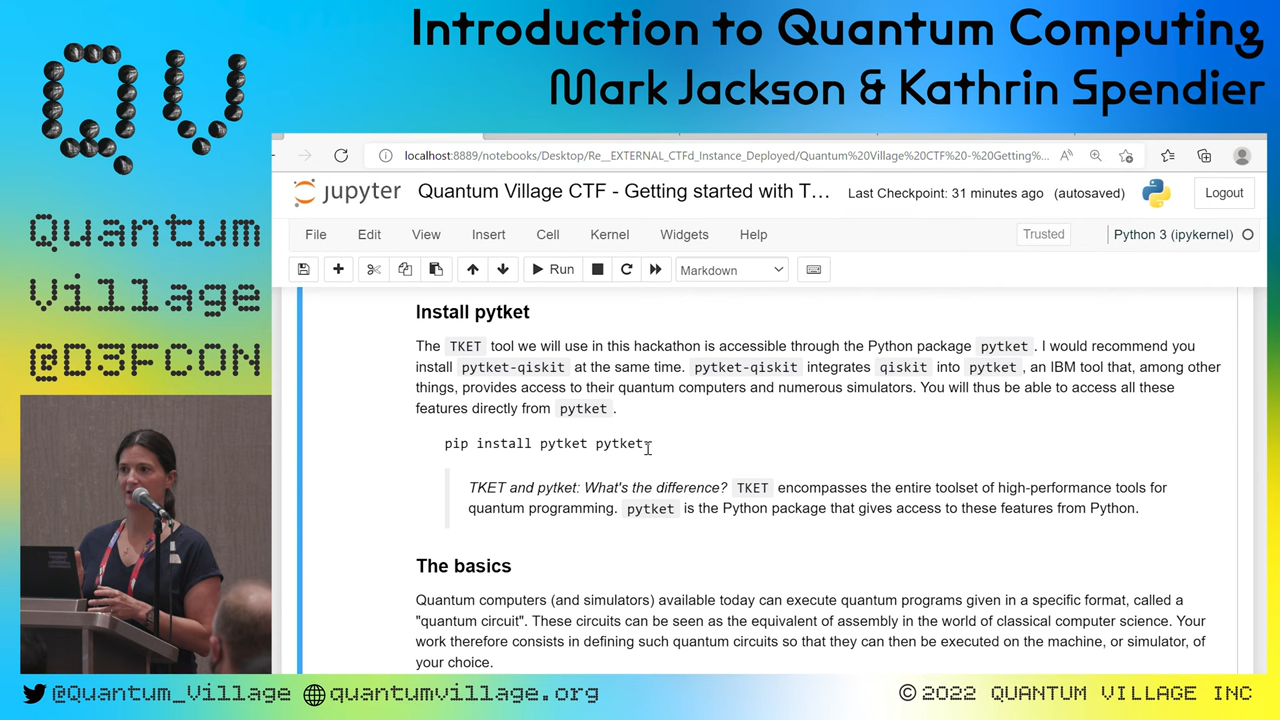 Introduction to Quantum Computing
Mark Jackson & Kathrin Spendier
QV
Quantum
Village
@D3FCON
localhost:8889/notebooks/Desktop/Re__EXTERNAL_CTFd_Instance_Deployed/Quantum%20Village%20CTF%20-%20Getting%...
jupyter Quantum Village CTF - Getting started with T... Last Checkpoint: 31 minutes ago (autosaved) Logout
File Edit View Insert Cell Kernel Widgets Help Trusted Python 3 (ipykernel)
Run Markdown
Install pytket
The TKET tool we will use in this hackathon is accessible through the Python package pytket . I would recommend you
install pytket-qiskit at the same time. pytket-qiskit integrates qiskit into pytket , an IBM tool that, among other
things, provides access to their quantum computers and numerous simulators. You will thus be able to access all these
features directly from pytket .
pip install pytket pytket-
TKET and pytket: What's the difference? TKET encompasses the entire toolset of high-performance tools for
quantum programming. pytket is the Python package that gives access to these features from Python.
The basics
Quantum computers (and simulators) available today can execute quantum programs given in a specific format, called a
"quantum circuit". These circuits can be seen as the equivalent of assembly in the world of classical computer science. Your
work therefore consists in defining such quantum circuits so that they can then be executed on the machine, or simulator, of
your choice.
@Quantum_Village quantumvillage.org
© 2022 QUANTUM VILLAGE INC